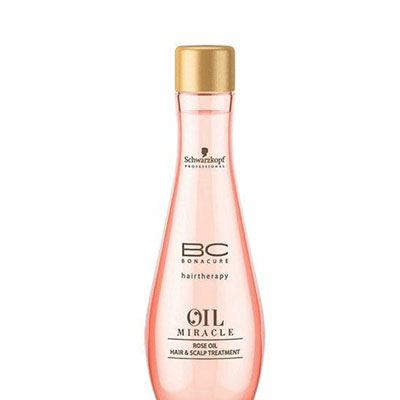 Schwarzkopf
PROFESSIONAL
BC
BONACURE
hairtherapy
OIL
MIRACLE
ROSE OIL
HAIR & SCALP TREATMENT